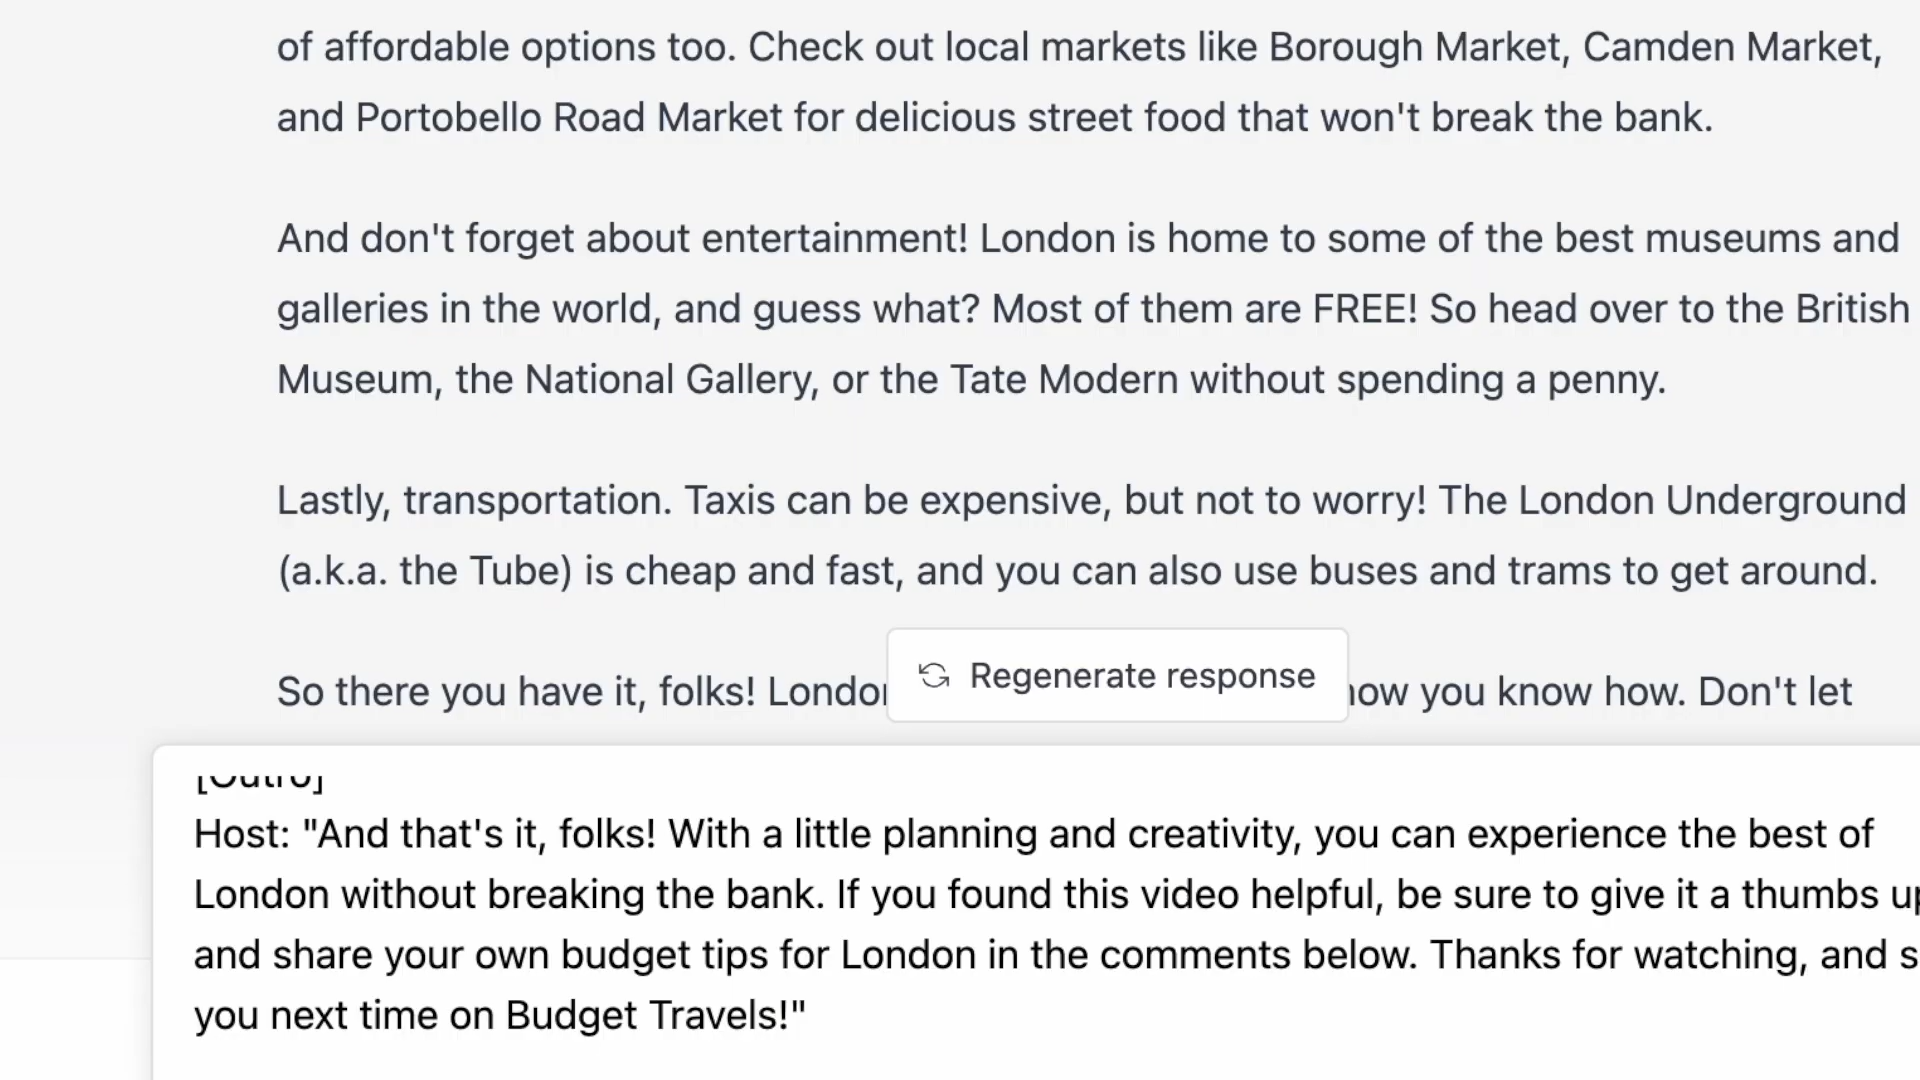 of affordable options too. Check out local markets like Borough Market, Camden Market,
and Portobello Road Market for delicious street food that won't break the bank.
And don't forget about entertainment! London is home to some of the best museums and
galleries in the world, and guess what? Most of them are FREE! So head over to the British
Museum, the National Gallery, or the Tate Modern without spending a penny.
Lastly, transportation. Taxis can be expensive, but not to worry! The London Underground
(a.k.a. the Tube) is cheap and fast, and you can also use buses and trams to get around.
So there you have it, folks! you know how. Don't let
Regenerate response
[Outro]
Host: "And that's it, folks! With a little planning and creativity, you can experience the best of
London without breaking the bank. If you found this video helpful, be sure to give it a thumbs
and share your own budget tips for London in the comments below. Thanks for watching, and
you next time on Budget Travels!"